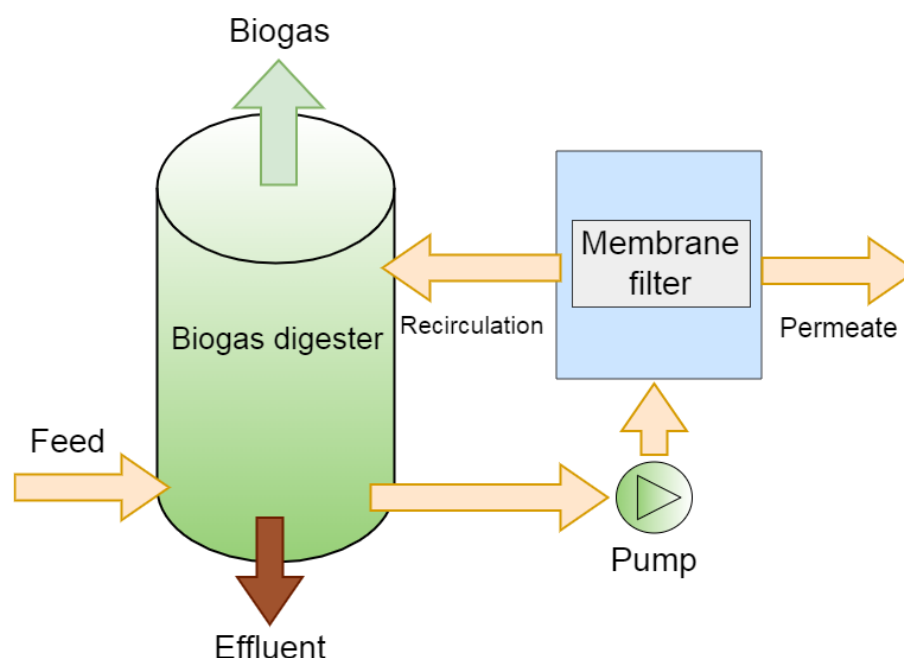 Biogas
Membrane
filter
Recirculation
Permeate
Biogas digester
Feed
Pump
Effluent